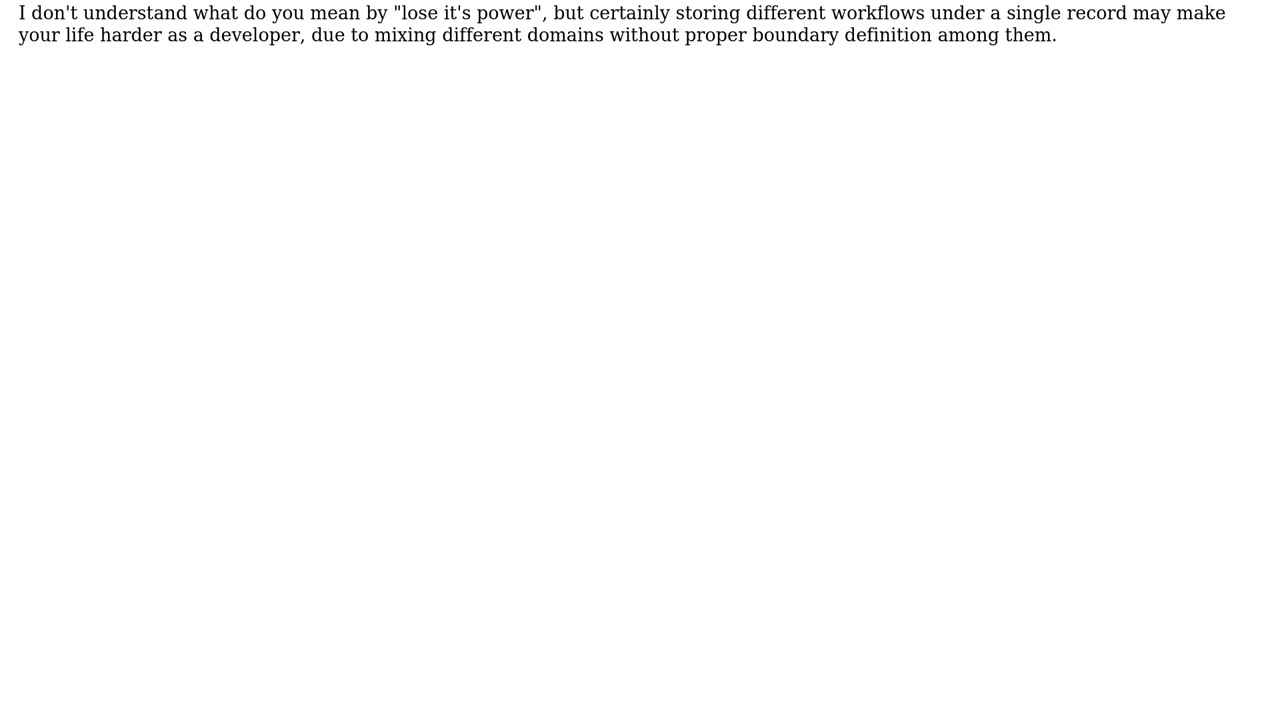 I don't understand what do you mean by "lose it's power", but certainly storing different workflows under a single record may make
your life harder as a developer, due to mixing different domains without proper boundary definition among them.